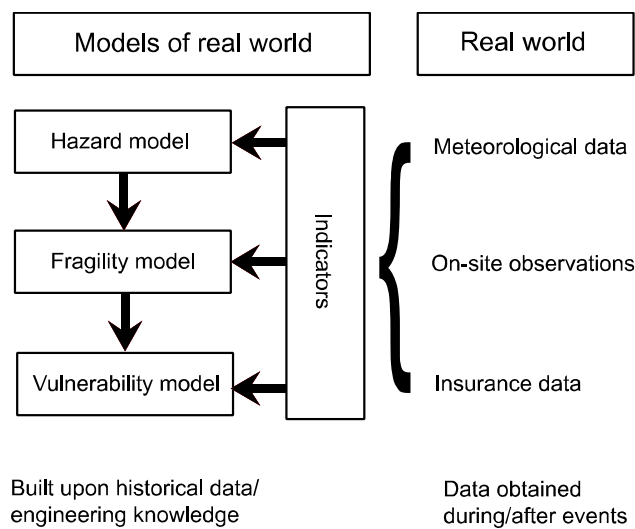 Models of real world
Real world
Hazard model
Fragility model
Vulnerability model
Indicators
Meteorological data
On-site observations
Insurance data
Built upon historical data/
engineering knowledge
Data obtained
during/after events